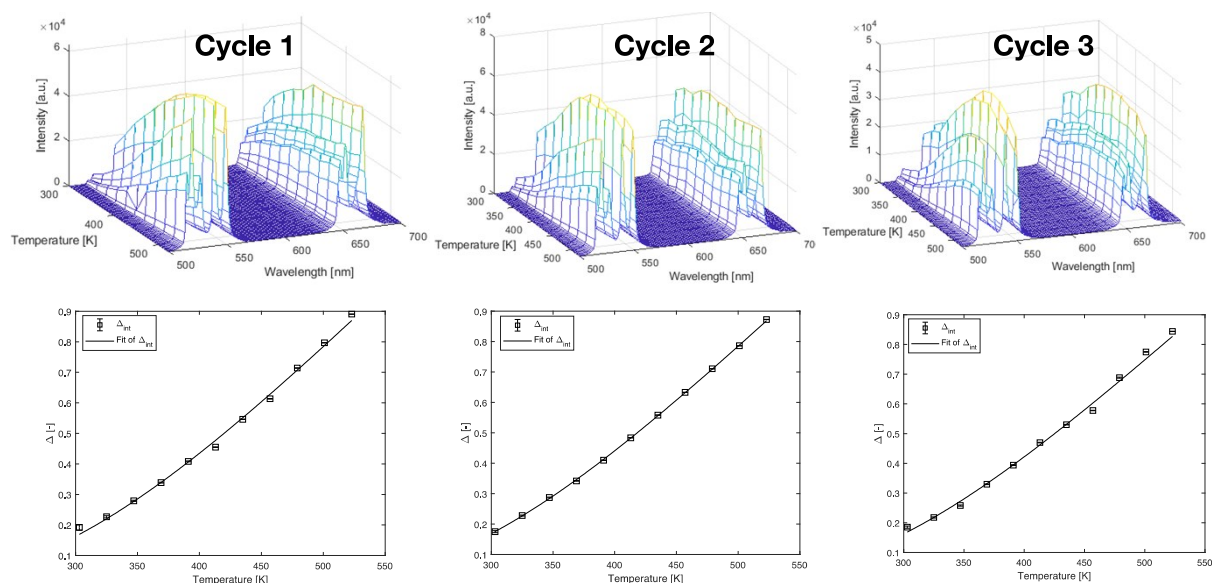 Cycle 1
×10⁴
6
4
2
0
Intensity [a.u.]
300
400
500
Temperature [K]
500
550
600
650
700
Wavelength [nm]
Cycle 2
×10⁴
8
6
4
2
0
Intensity [a.u.]
300
350
400
450
500
Temperature [K]
500
550
600
650
70
Wavelength [nm]
Cycle 3
×10⁴
5
4
3
2
1
0
Intensity [a.u.]
300
350
400
450
500
Temperature [K]
500
550
600
650
700
Wavelength [nm]
0.9
0.8
0.7
0.6
0.5
0.4
0.3
0.2
0.1
Δ [-]
Δint
Fit of Δint
300 350 400 450 500 550
Temperature [K]
0.9
0.8
0.7
0.6
0.5
0.4
0.3
0.2
0.1
Δ [-]
Δint
Fit of Δint
300 350 400 450 500 550
Temperature [K]
0.9
0.8
0.7
0.6
0.5
0.4
0.3
0.2
0.1
Δ [-]
Δint
Fit of Δint
300 350 400 450 500 550
Temperature [K]